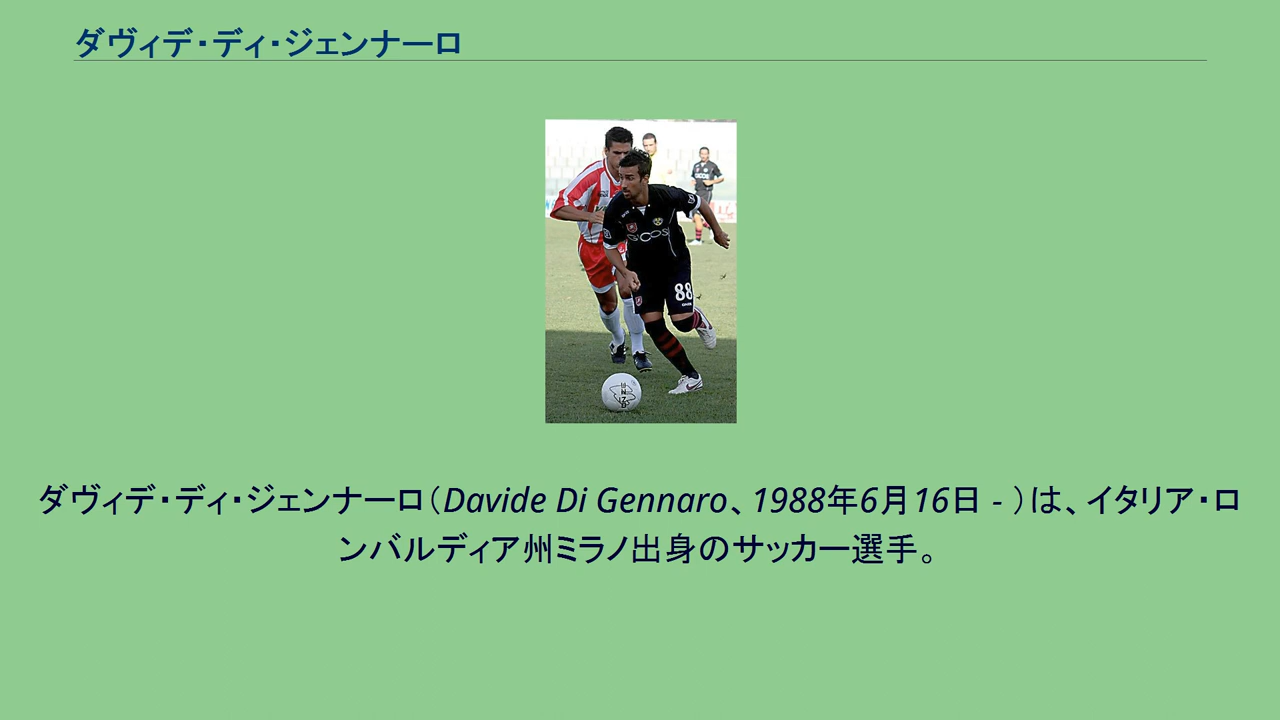 ダヴィデ・ディ・ジェンナーロ
88
ダヴィデ・ディ・ジェンナーロ（Davide Di Gennaro、1988年6月16日 - ）は、イタリア・ロ
ンバルディア州ミラノ出身のサッカー選手。